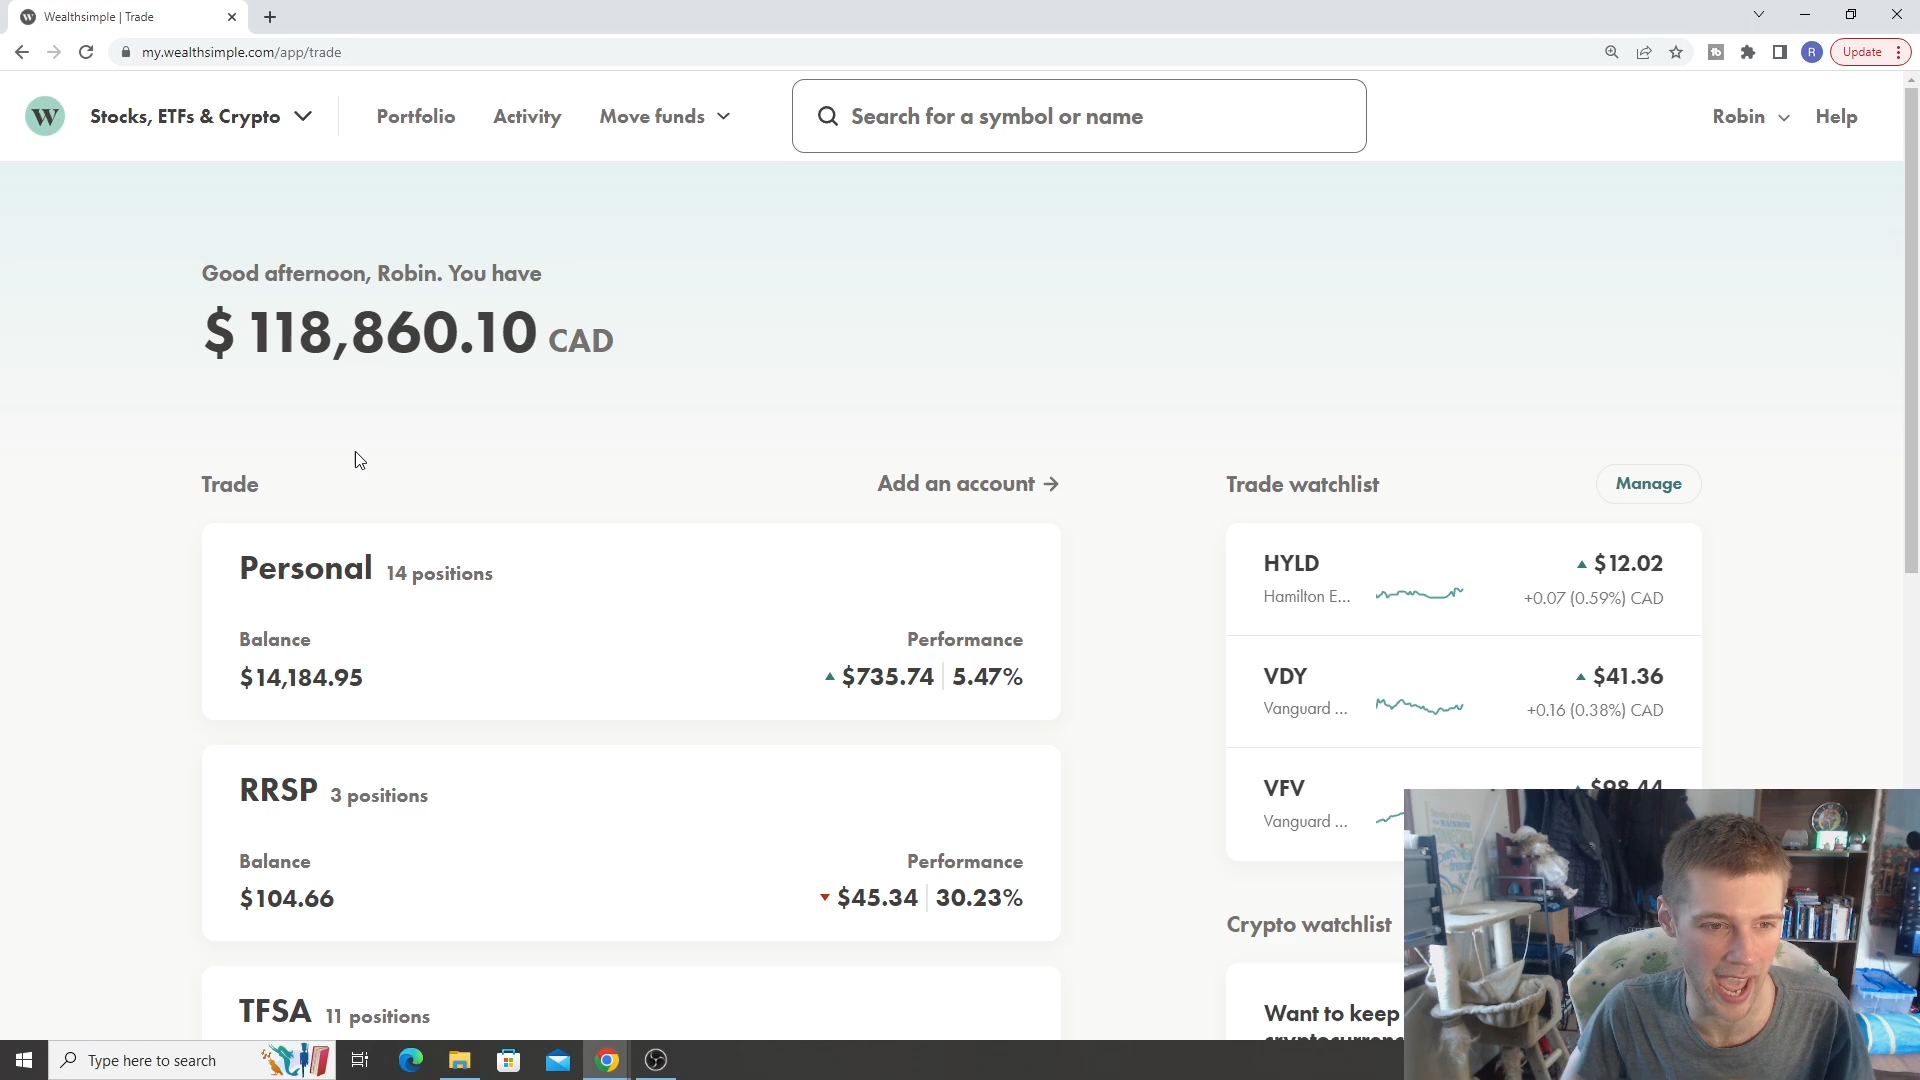 Wealthsimple | Trade
my.wealthsimple.com/app/trade
Update
W
Stocks, ETFs & Crypto
Portfolio
Activity
Move funds
Search for a symbol or name
Robin
Help
Good afternoon, Robin. You have
$ 118,860.10 CAD
Trade
Add an account →
Personal 14 positions
Balance
Performance
$14,184.95
▲ $735.74 | 5.47%
RRSP 3 positions
Balance
Performance
$104.66
▼ $45.34 | 30.23%
TFSA 11 positions
Trade watchlist
Manage
HYLD
▲ $12.02
Hamilton E...
+0.07 (0.59%) CAD
VDY
▲ $41.36
Vanguard ...
+0.16 (0.38%) CAD
VFV
$98.44
Vanguard ...
Crypto watchlist
Want to keep
Type here to search